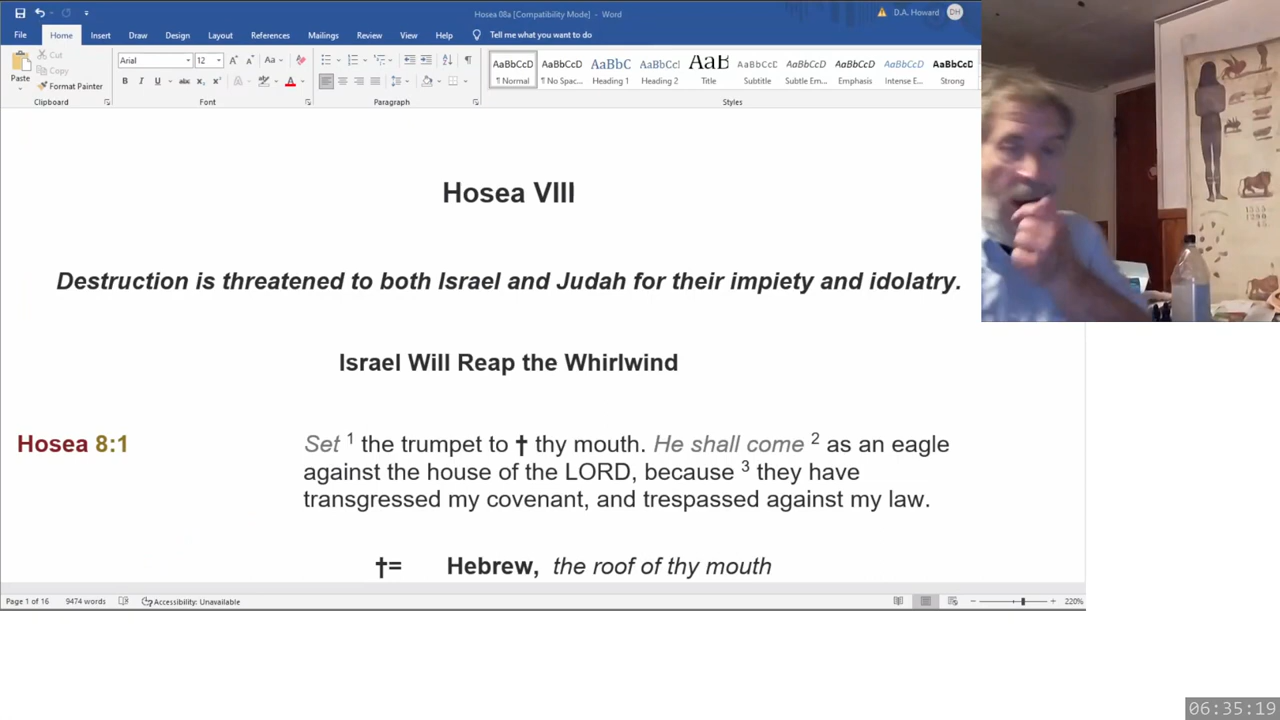 Hosea 08a [Compatibility Mode] - Word
D.A. Howard
DH
File Home Insert Draw Design Layout References Mailings Review View Help Tell me what you want to do
Paste
Cut
Copy
Format Painter
Clipboard
Arial 12
Font
Paragraph
AaBbCcD AaBbCcD AaBbC AaBbCcI AaB AaBbCcD AaBbCcD AaBbCcD AaBbCcD AaBbCcD
¶ Normal ¶ No Spac... Heading 1 Heading 2 Title Subtitle Subtle Em... Emphasis Intense E... Strong
Styles
Hosea VIII
Destruction is threatened to both Israel and Judah for their impiety and idolatry.
Israel Will Reap the Whirlwind
Hosea 8:1 Set 1 the trumpet to † thy mouth. He shall come 2 as an eagle
against the house of the LORD, because 3 they have
transgressed my covenant, and trespassed against my law.
†= Hebrew, the roof of thy mouth
Page 1 of 16 9474 words Accessibility: Unavailable 220%
06:35:19